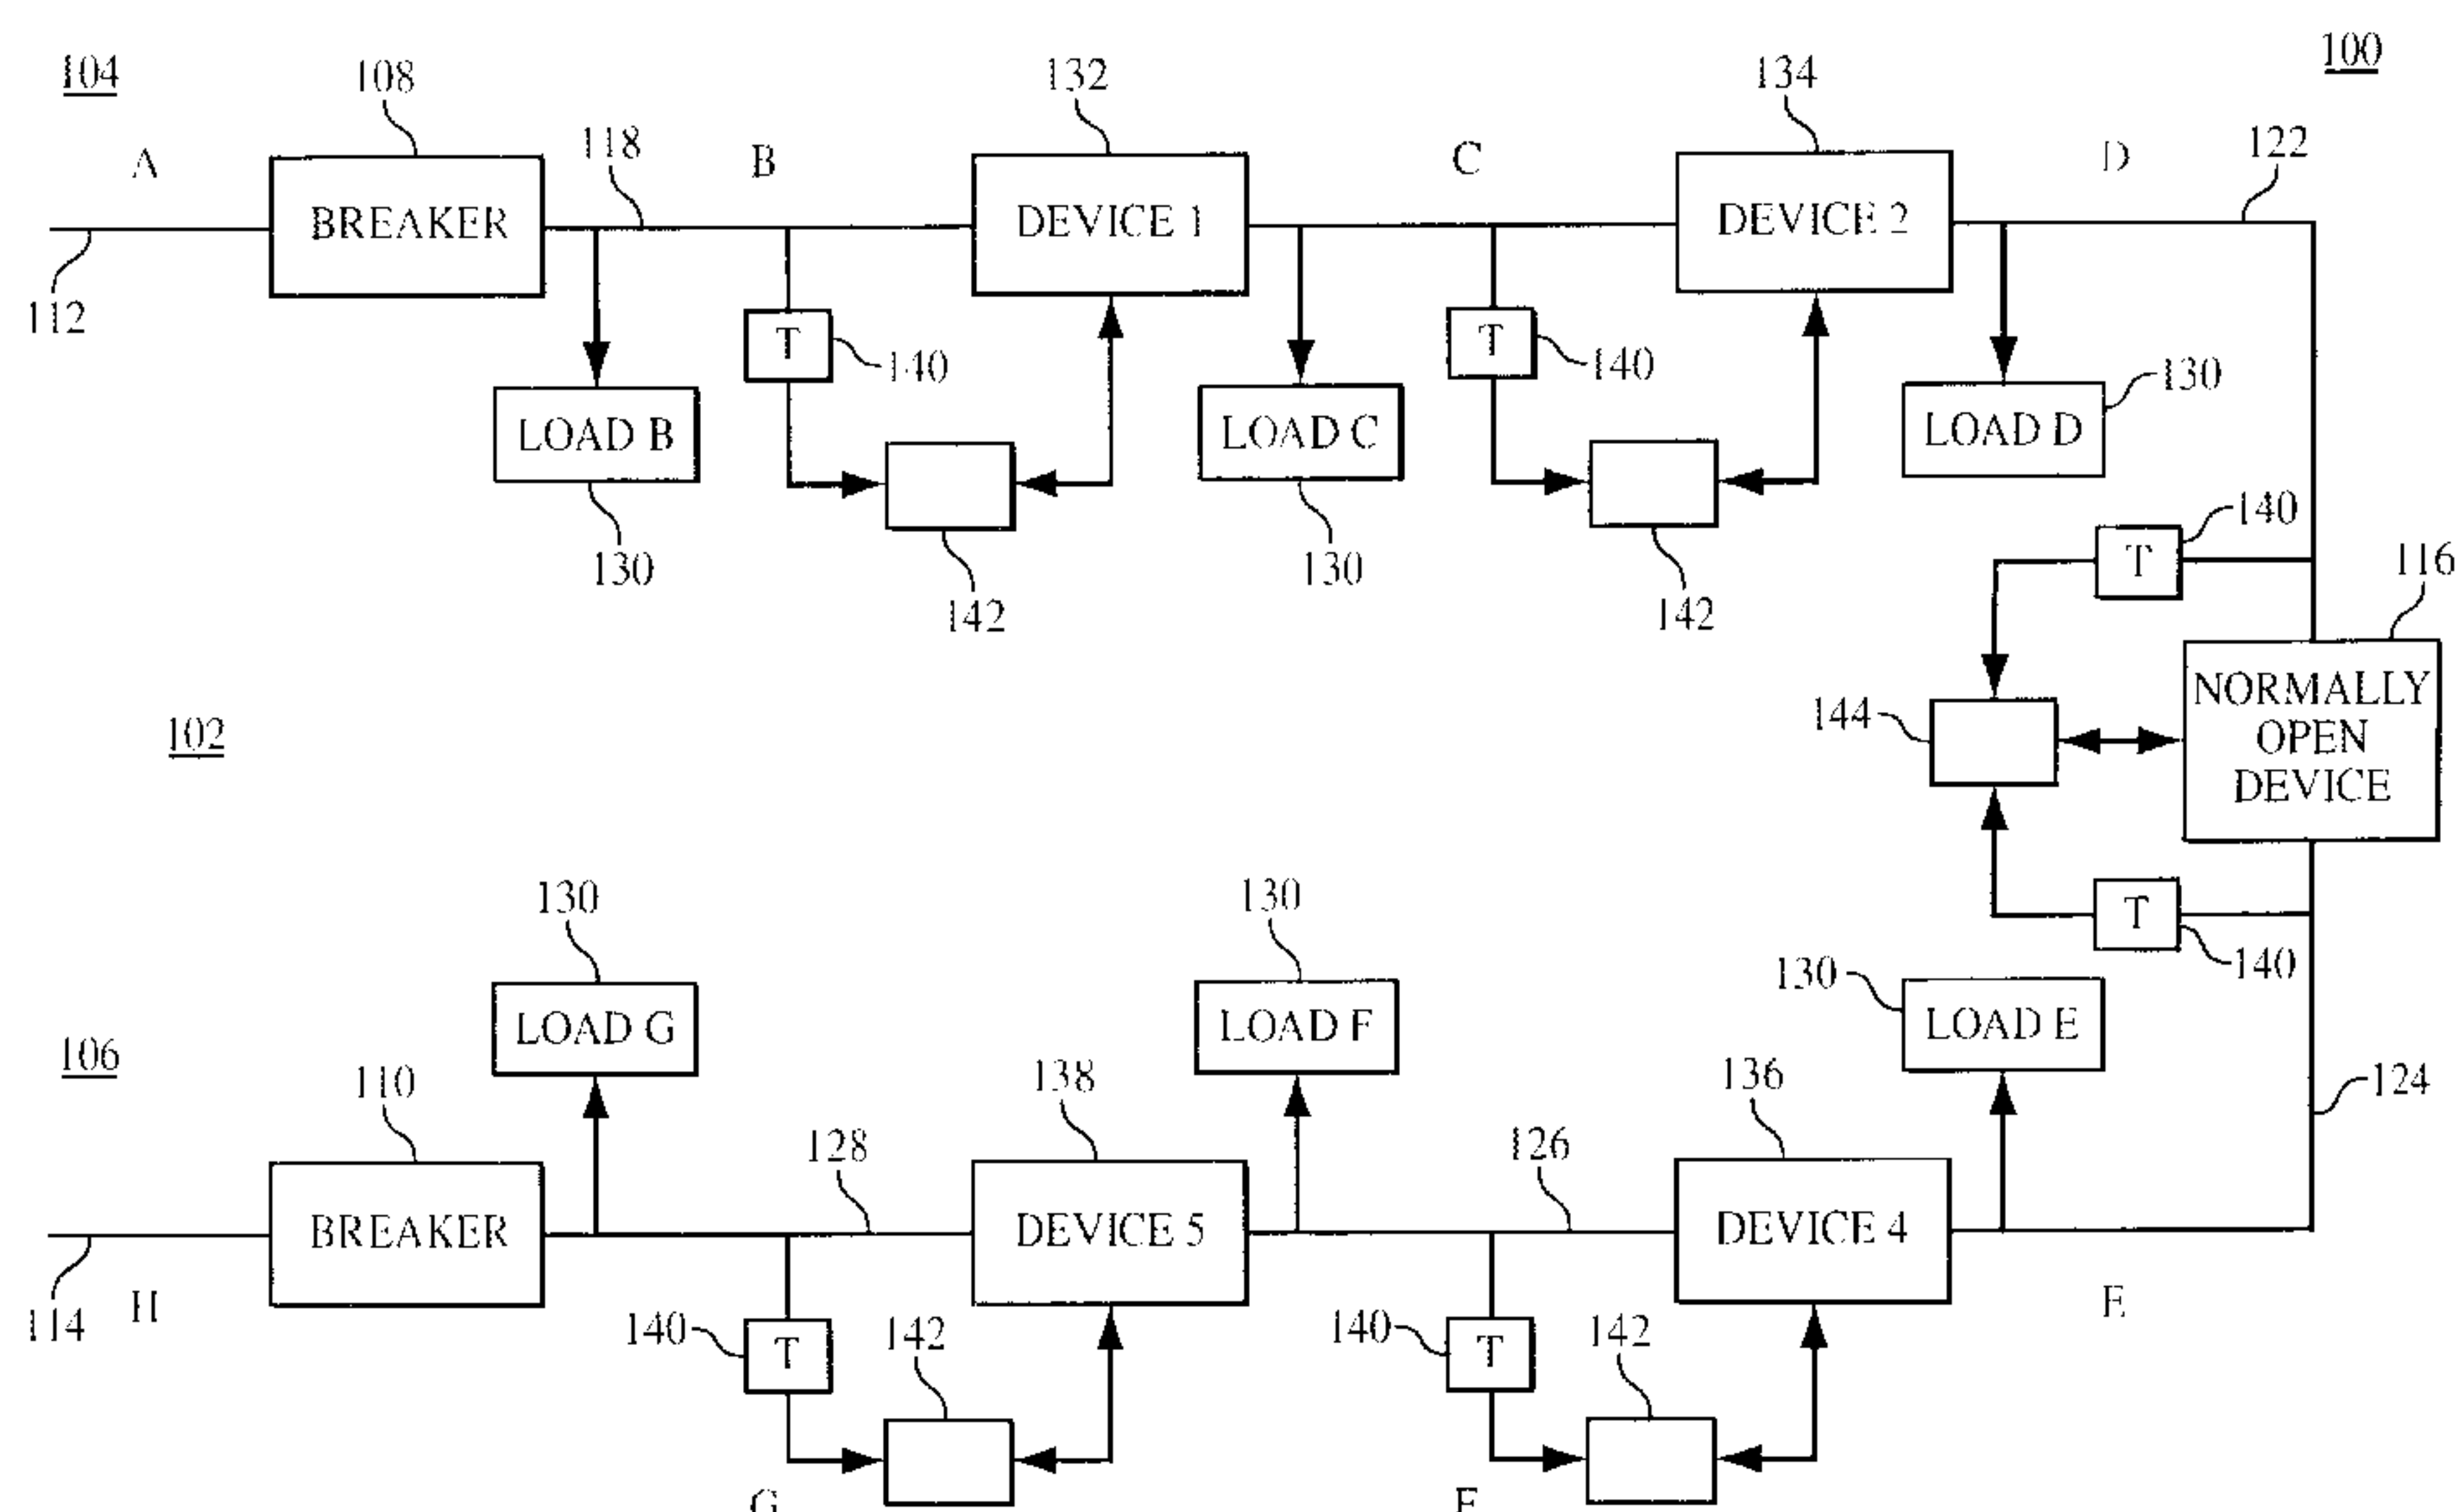 104
108
132
134
100
A
118
B
C
D
122
BREAKER
DEVICE 1
DEVICE 2
112
T
140
T
140
130
LOAD B
LOAD C
LOAD D
140
T
116
130
142
130
142
NORMALLY
OPEN
DEVICE
144
102
130
130
T
140
130
LOAD G
LOAD F
LOAD E
106
110
138
136
124
128
126
BREAKER
DEVICE 5
DEVICE 4
114
H
E
140
T
142
140
T
142
G
F